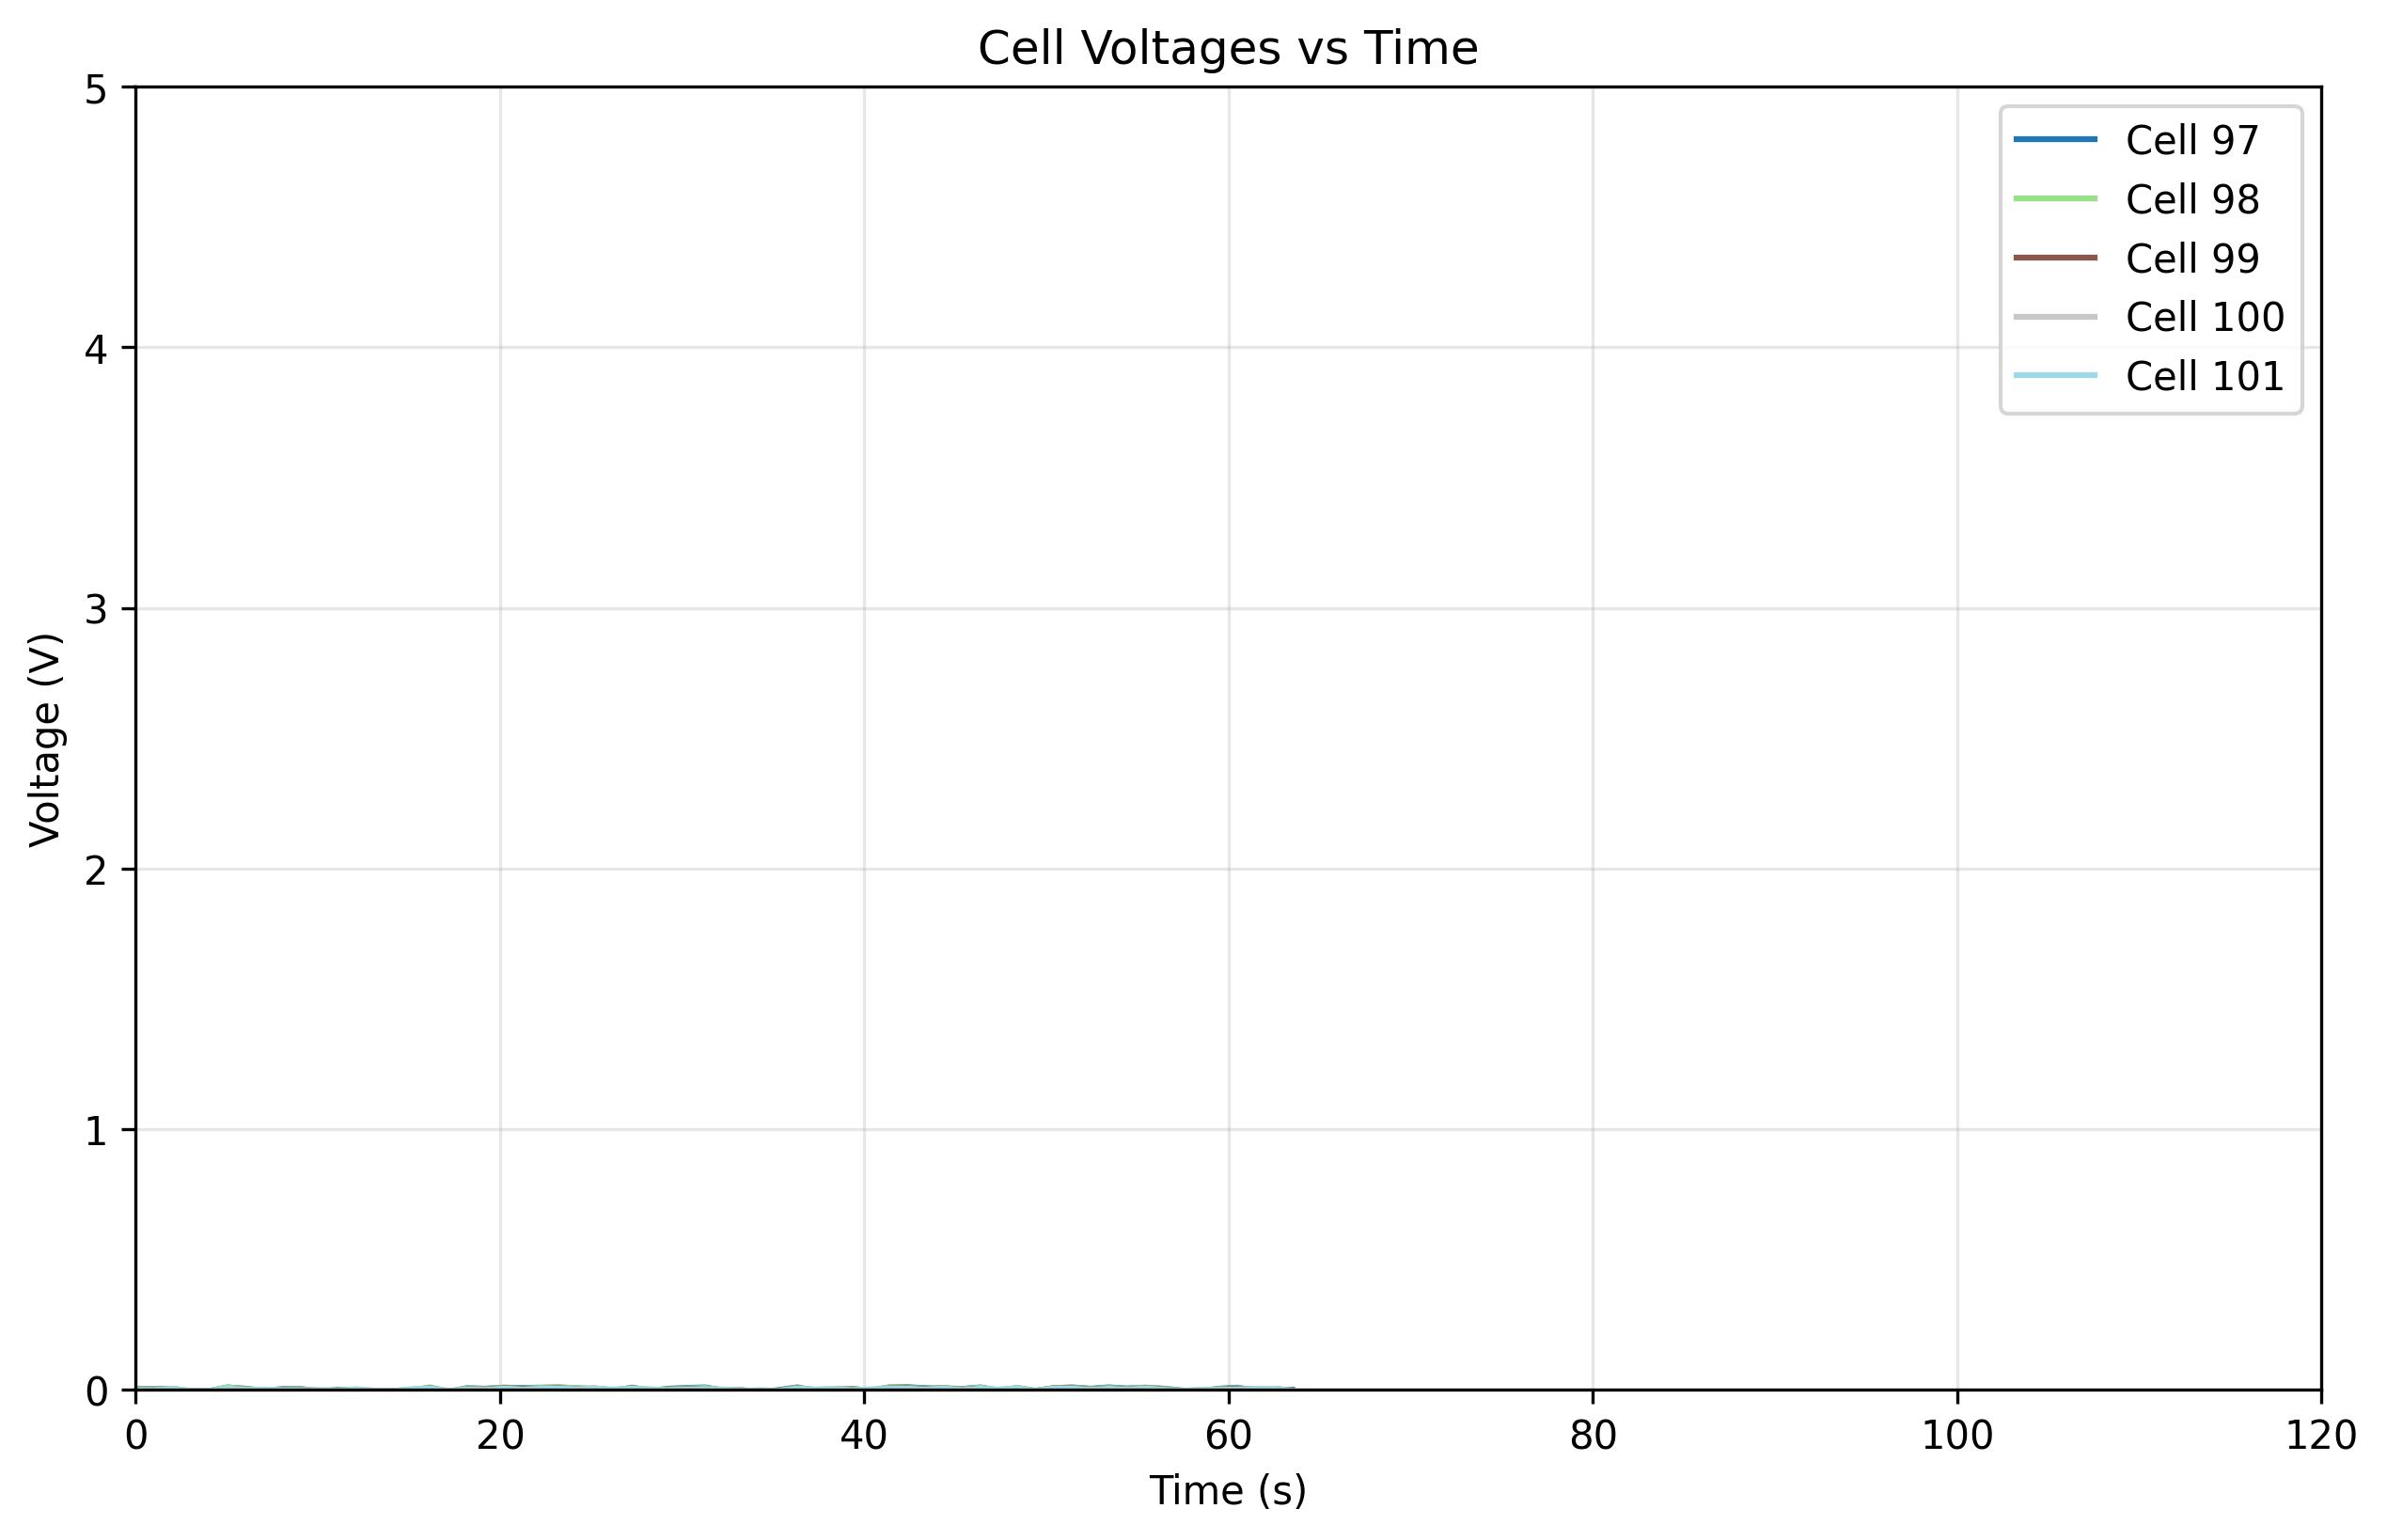 Cell Voltages vs Time
5
4
3
2
1
0
Voltage (V)
Cell 97
Cell 98
Cell 99
Cell 100
Cell 101
0 20 40 60 80 100 120
Time (s)